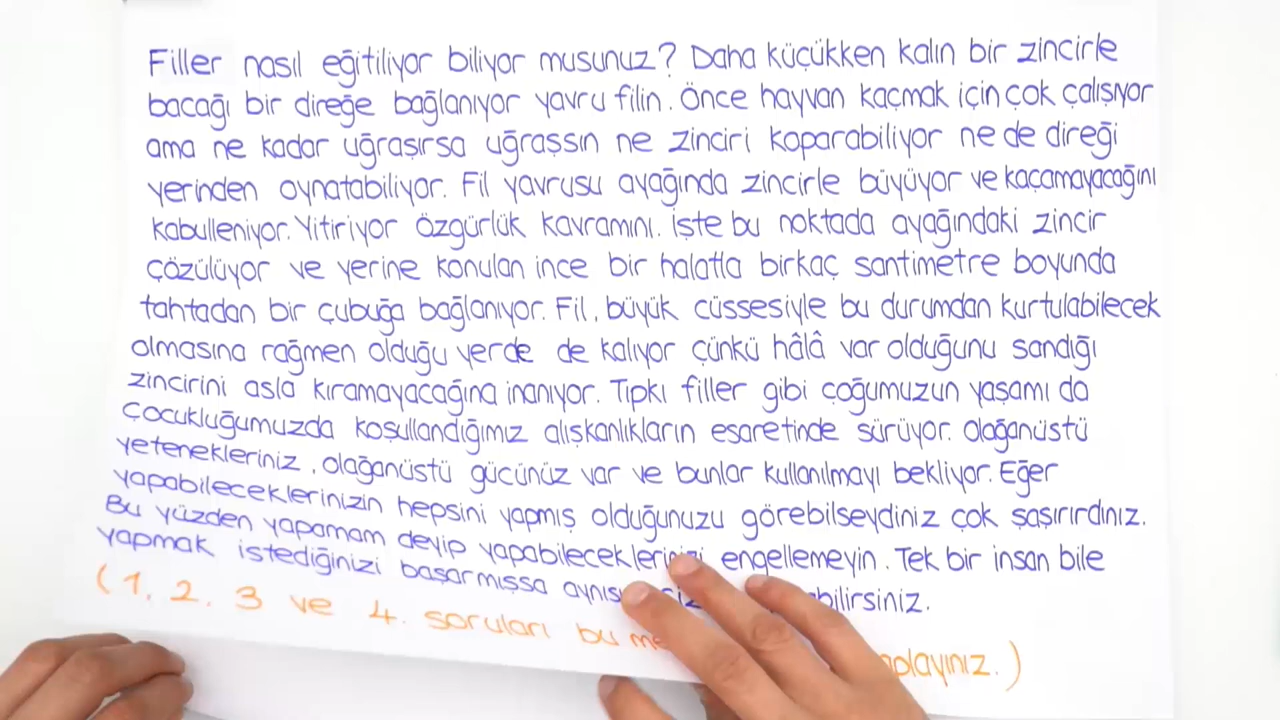 Filler nasıl eğitiliyor biliyor musunuz? Daha küçükken kalın bir zincirle
bacağı bir direğe bağlanıyor yavru filin. Önce hayvan kaçmak için çok çalışıyor
ama ne kadar uğraşırsa uğraşsın ne zinciri koparabiliyor ne de direği
yerinden oynatabiliyor. Fil yavrusu ayağında zincirle büyüyor ve kaçamayacağını
kabulleniyor. Yitiriyor özgürlük kavramını. İşte bu noktada ayağındaki zincir
çözülüyor ve yerine konulan ince bir halatla birkaç santimetre boyunda
tahtadan bir çubuğa bağlanıyor. Fil, büyük cüssesiyle bu durumdan kurtulabilecek
olmasına rağmen olduğu yerde de kalıyor çünkü hâlâ var olduğunu sandığı
zincirini asla kıramayacağına inanıyor. Tıpkı filler gibi çoğumuzun yaşamı da
çocukluğumuzda koşullandığımız alışkanlıkların esaretinde sürüyor. Olağanüstü
yetenekleriniz, olağanüstü gücünüz var ve bunlar kullanılmayı bekliyor. Eğer
yapabileceklerinizin hepsini yapmış olduğunuzu görebilseydiniz çok şaşırırdınız.
Bu yüzden yapamam deyip yapabileceklerinizi engellemeyin. Tek bir insan bile
yapmak istediğinizi başarmışsa
(1, 2, 3 ve 4. soruları bu